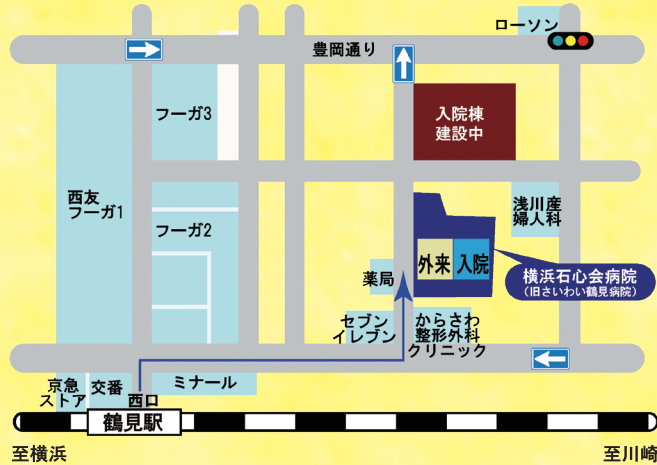 ローソン
豊岡通り
フーガ3
入院棟
建設中
西友
フーガ1
フーガ2
浅川産
婦人科
外来
入院
薬局
横浜石心会病院
(旧さいわい鶴見病院)
セブン
イレブン
からさわ
整形外科
クリニック
京急
ストア
交番
西口
ミナール
鶴見駅
至横浜
至川崎